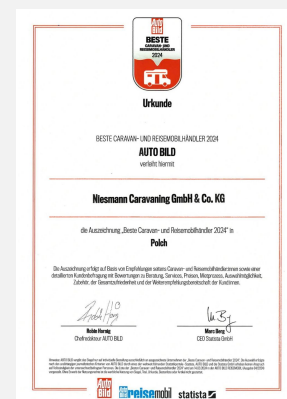 Auto
Bild
BESTE
CARAVAN- UND
REISEMOBILHÄNDLER
2024
Urkunde
BESTE CARAVAN- UND REISEMOBILHÄNDLER 2024
AUTO BILD
verleiht hiermit
Niesmann Caravaning GmbH & Co. KG
die Auszeichnung „Beste Caravan- und Reisemobilhändler 2024" in
Polch
Die Auszeichnung erfolgt auf Basis von Empfehlungen seitens Caravan- und Reisemobilhändler:innen sowie einer
detaillierten Kundenbefragung mit Bewertungen zu Beratung, Services, Preisen, Mietprozess, Auswahlmöglichkeit,
Zubehör, der Gesamtzufriedenheit und der Weiterempfehlungsbereitschaft der Kund:innen.
Robin Hornig
Chefredakteur AUTO BILD
Marc Berg
CEO Statista GmbH
Auto
Bild
reisemobil
statista